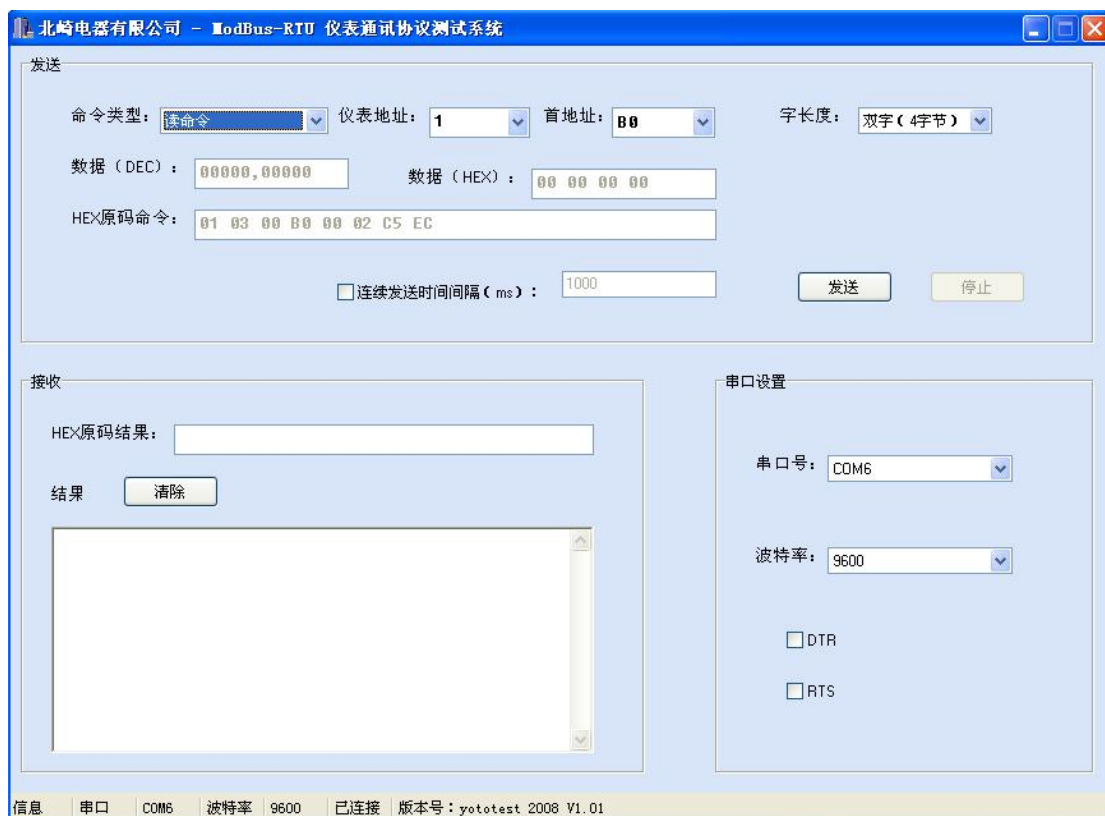 北崎电器有限公司 - ModBus-RTU 仪表通讯协议测试系统
发送
命令类型： 读命令 仪表地址： 1 首地址： B0 字长度： 双字(4字节)
数据（DEC）： 00000,00000 数据（HEX）： 00 00 00 00
HEX原码命令： 01 03 00 B0 00 02 C5 EC
连续发送时间间隔(ms)： 1000 发送 停止
接收
HEX原码结果：
结果 清除
串口设置
串口号： COM6
波特率： 9600
DTR
RTS
信息 串口 COM6 波特率 9600 已连接 版本号：yototest 2008 V1.01